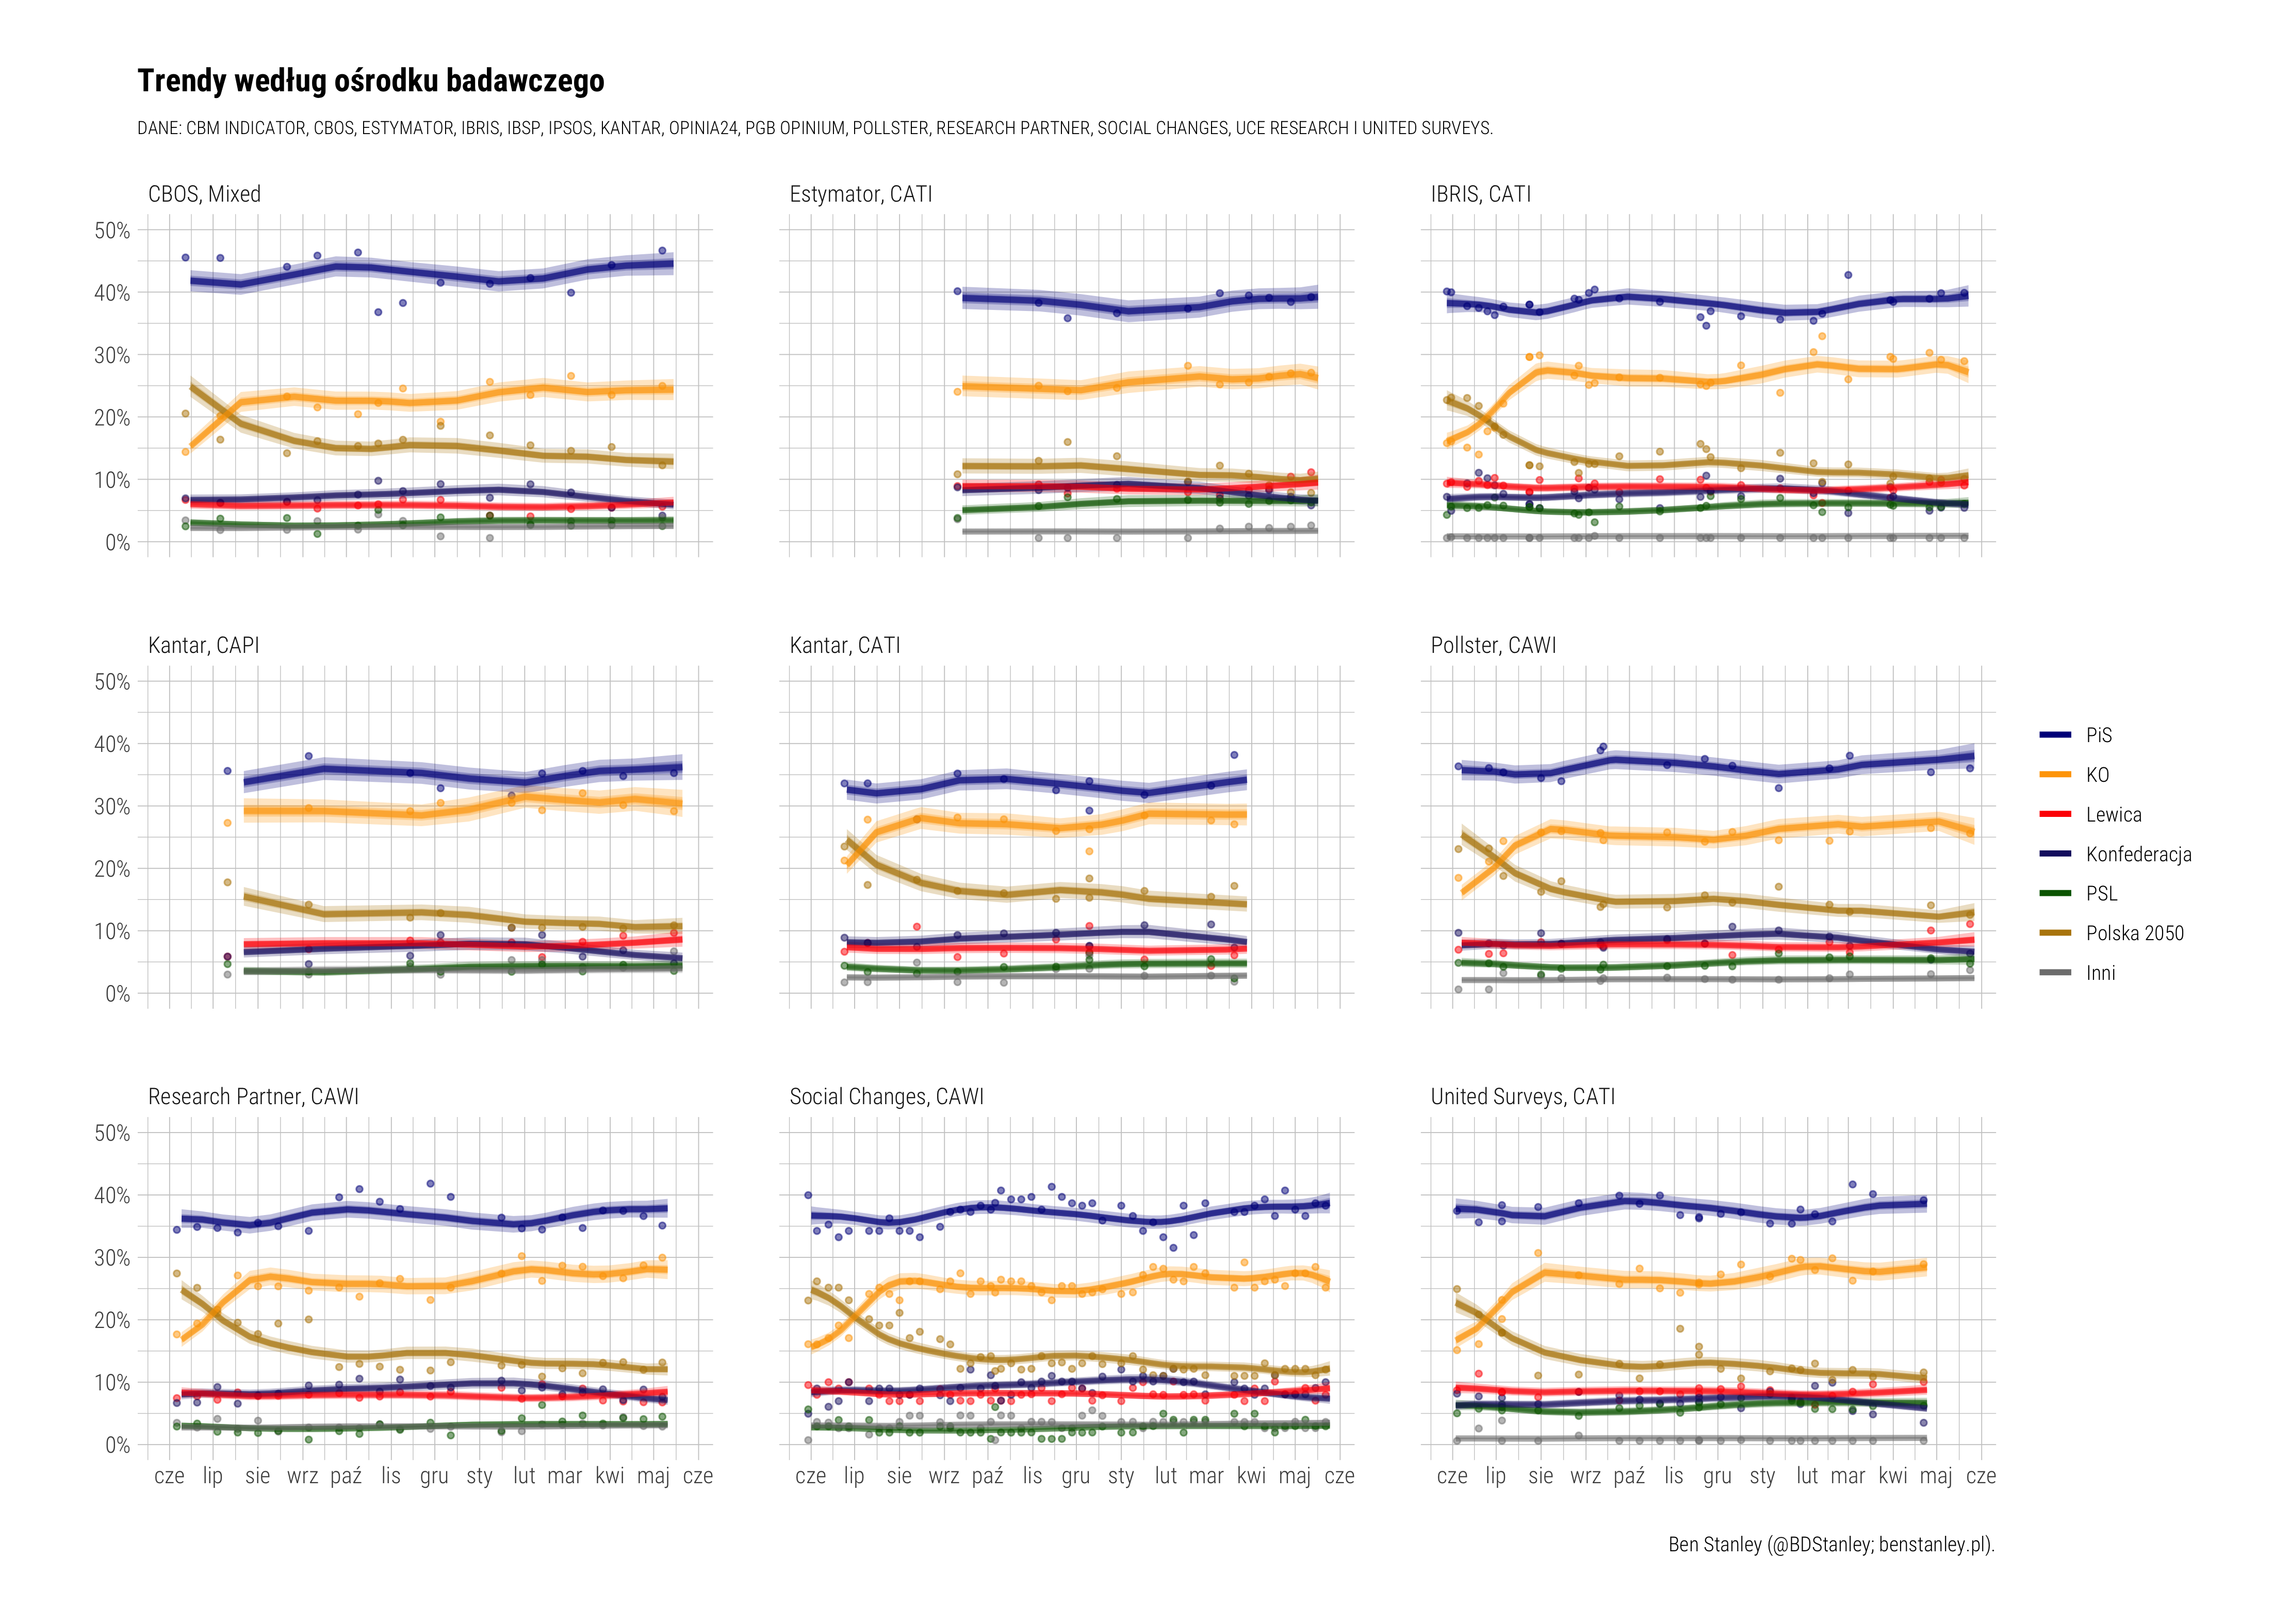 Trendy według ośrodku badawczego
DANE: CBM INDICATOR, CBOS, ESTYMATOR, IBRIS, IBSP, IPSOS, KANTAR, OPINIA24, PGB OPINIUM, POLLSTER, RESEARCH PARTNER, SOCIAL CHANGES, UCE RESEARCH I UNITED SURVEYS.
CBOS, Mixed
Estymator, CATI
IBRIS, CATI
50%
40%
30%
20%
10%
0%
Kantar, CAPI
Kantar, CATI
Pollster, CAWI
50%
40%
30%
20%
10%
0%
PiS
KO
Lewica
Konfederacja
PSL
Polska 2050
Inni
Research Partner, CAWI
Social Changes, CAWI
United Surveys, CATI
50%
40%
30%
20%
10%
0%
cze lip sie wrz paź lis gru sty lut mar kwi maj cze
cze lip sie wrz paź lis gru sty lut mar kwi maj cze
cze lip sie wrz paź lis gru sty lut mar kwi maj cze
Ben Stanley (@BDStanley; benstanley.pl).